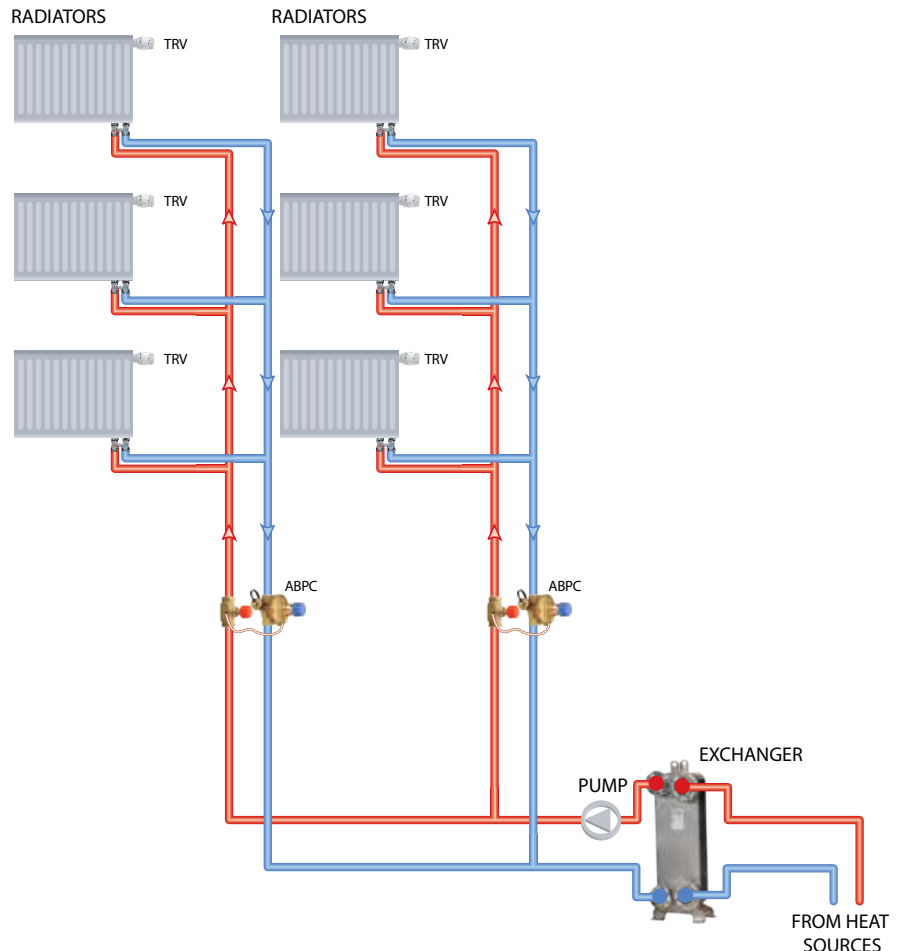 RADIATORS
RADIATORS
TRV
TRV
TRV
TRV
TRV
TRV
ABPC
ABPC
EXCHANGER
PUMP
FROM HEAT
SOURCES